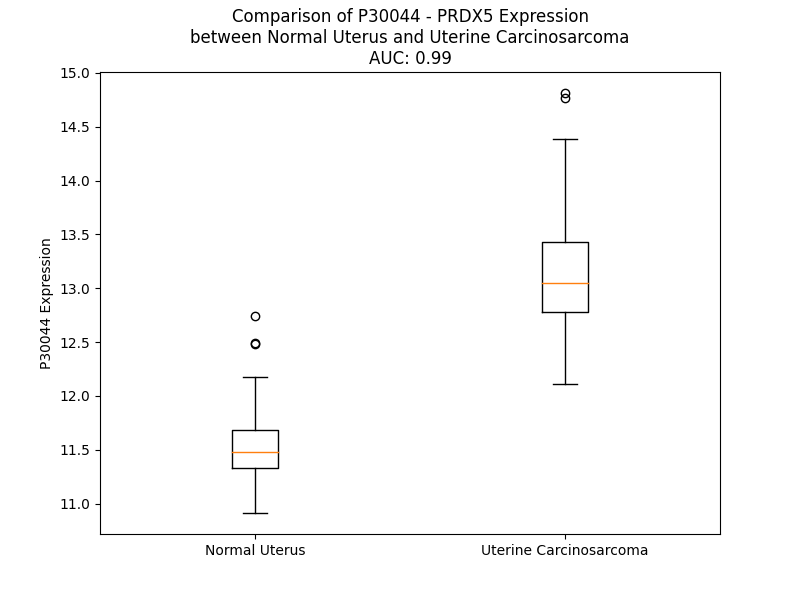 Comparison of P30044 - PRDX5 Expression
between Normal Uterus and Uterine Carcinosarcoma
AUC: 0.99
15.0
14.5
14.0
13.5
13.0
12.5
12.0
11.5
11.0
P30044 Expression
Normal Uterus
Uterine Carcinosarcoma